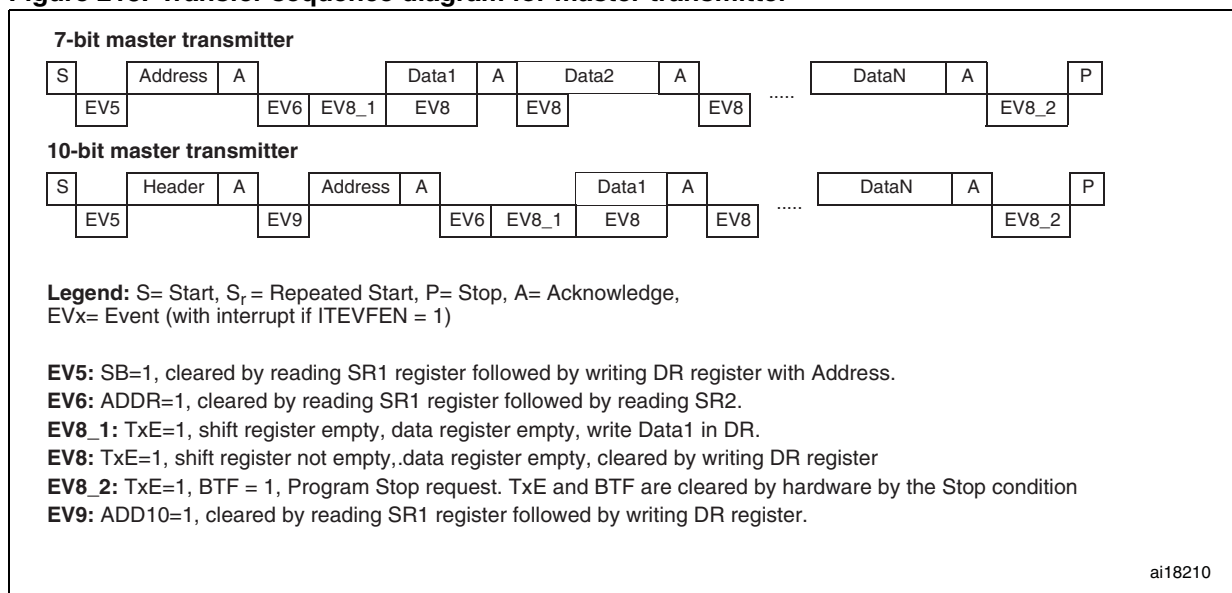 Figure 243. Transfer sequence diagram for master transmitter
7-bit master transmitter
S Address A Data1 A Data2 A ..... DataN A P
EV5 EV6 EV8_1 EV8 EV8 EV8 EV8_2
10-bit master transmitter
S Header A Address A Data1 A ..... DataN A P
EV5 EV9 EV6 EV8_1 EV8 EV8 EV8_2
Legend: S= Start, Sr = Repeated Start, P= Stop, A= Acknowledge,
EVx= Event (with interrupt if ITEVFEN = 1)
EV5: SB=1, cleared by reading SR1 register followed by writing DR register with Address.
EV6: ADDR=1, cleared by reading SR1 register followed by reading SR2.
EV8_1: TxE=1, shift register empty, data register empty, write Data1 in DR.
EV8: TxE=1, shift register not empty,.data register empty, cleared by writing DR register
EV8_2: TxE=1, BTF = 1, Program Stop request. TxE and BTF are cleared by hardware by the Stop condition
EV9: ADD10=1, cleared by reading SR1 register followed by writing DR register.
ai18210